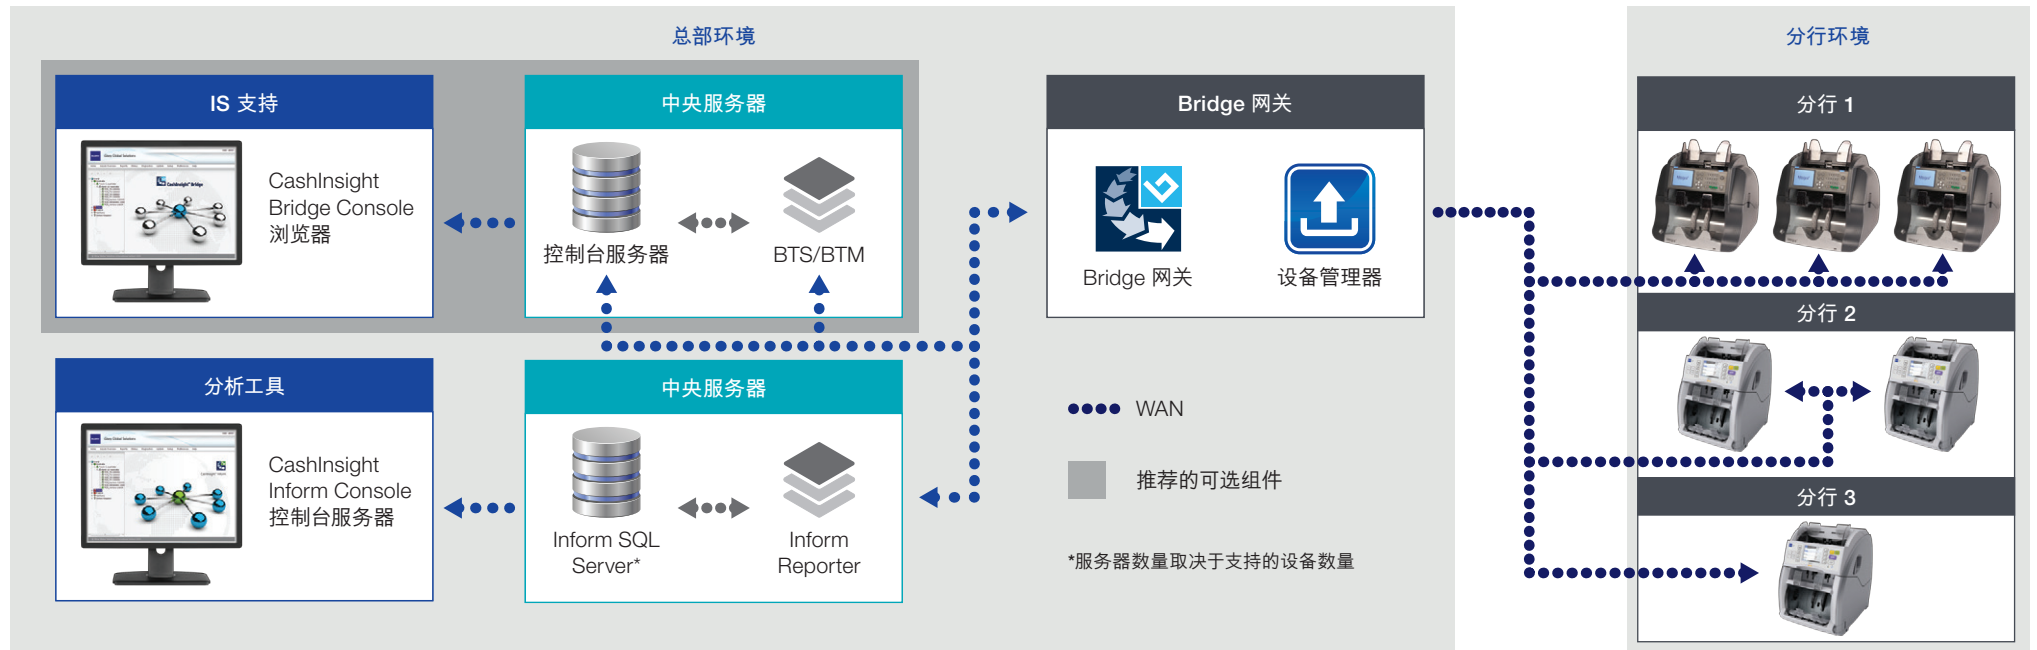 总部环境
分行环境
IS 支持
中央服务器
Bridge 网关
分行 1
CashInsight
Bridge Console
浏览器
控制台服务器
BTS/BTM
Bridge 网关
设备管理器
分行 2
分析工具
中央服务器
CashInsight
Inform Console
控制台服务器
Inform SQL
Server*
Inform
Reporter
WAN
推荐的可选组件
*服务器数量取决于支持的设备数量
分行 3